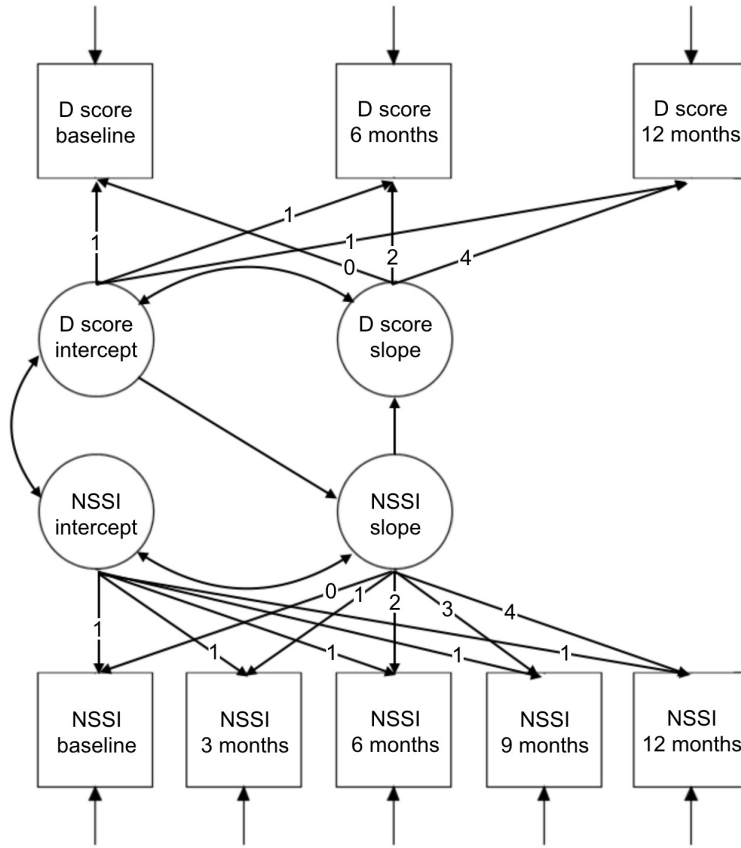 D score
baseline
D score
6 months
D score
12 months
1
1
1
0
2
4
D score
intercept
D score
slope
NSSI
intercept
NSSI
slope
0
1
2
3
4
1
1
1
1
1
NSSI
baseline
NSSI
3 months
NSSI
6 months
NSSI
9 months
NSSI
12 months